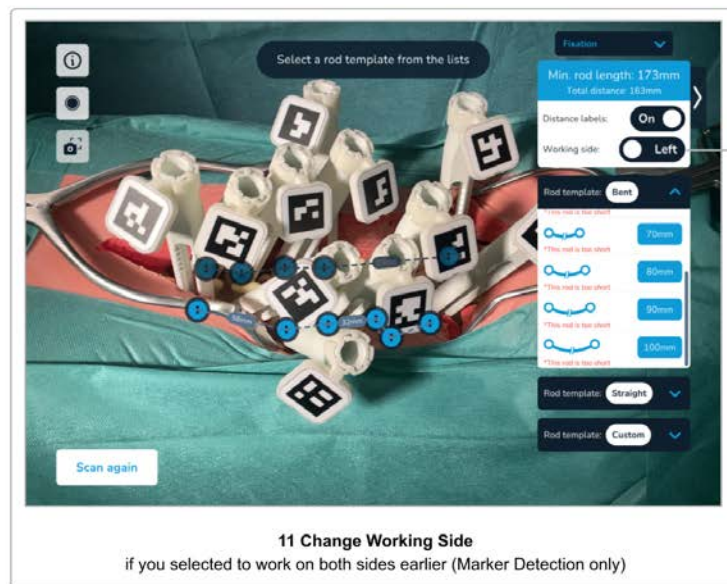 Fixation
Select a rod template from the lists
Min. rod length: 173mm
Total distance: 163mm
Distance labels: On
Working side: Left
Rod template: Bent
*This rod is too short
70mm
*This rod is too short
80mm
*This rod is too short
90mm
*This rod is too short
100mm
*This rod is too short
Rod template: Straight
Rod template: Custom
Scan again
11 Change Working Side
if you selected to work on both sides earlier (Marker Detection only)